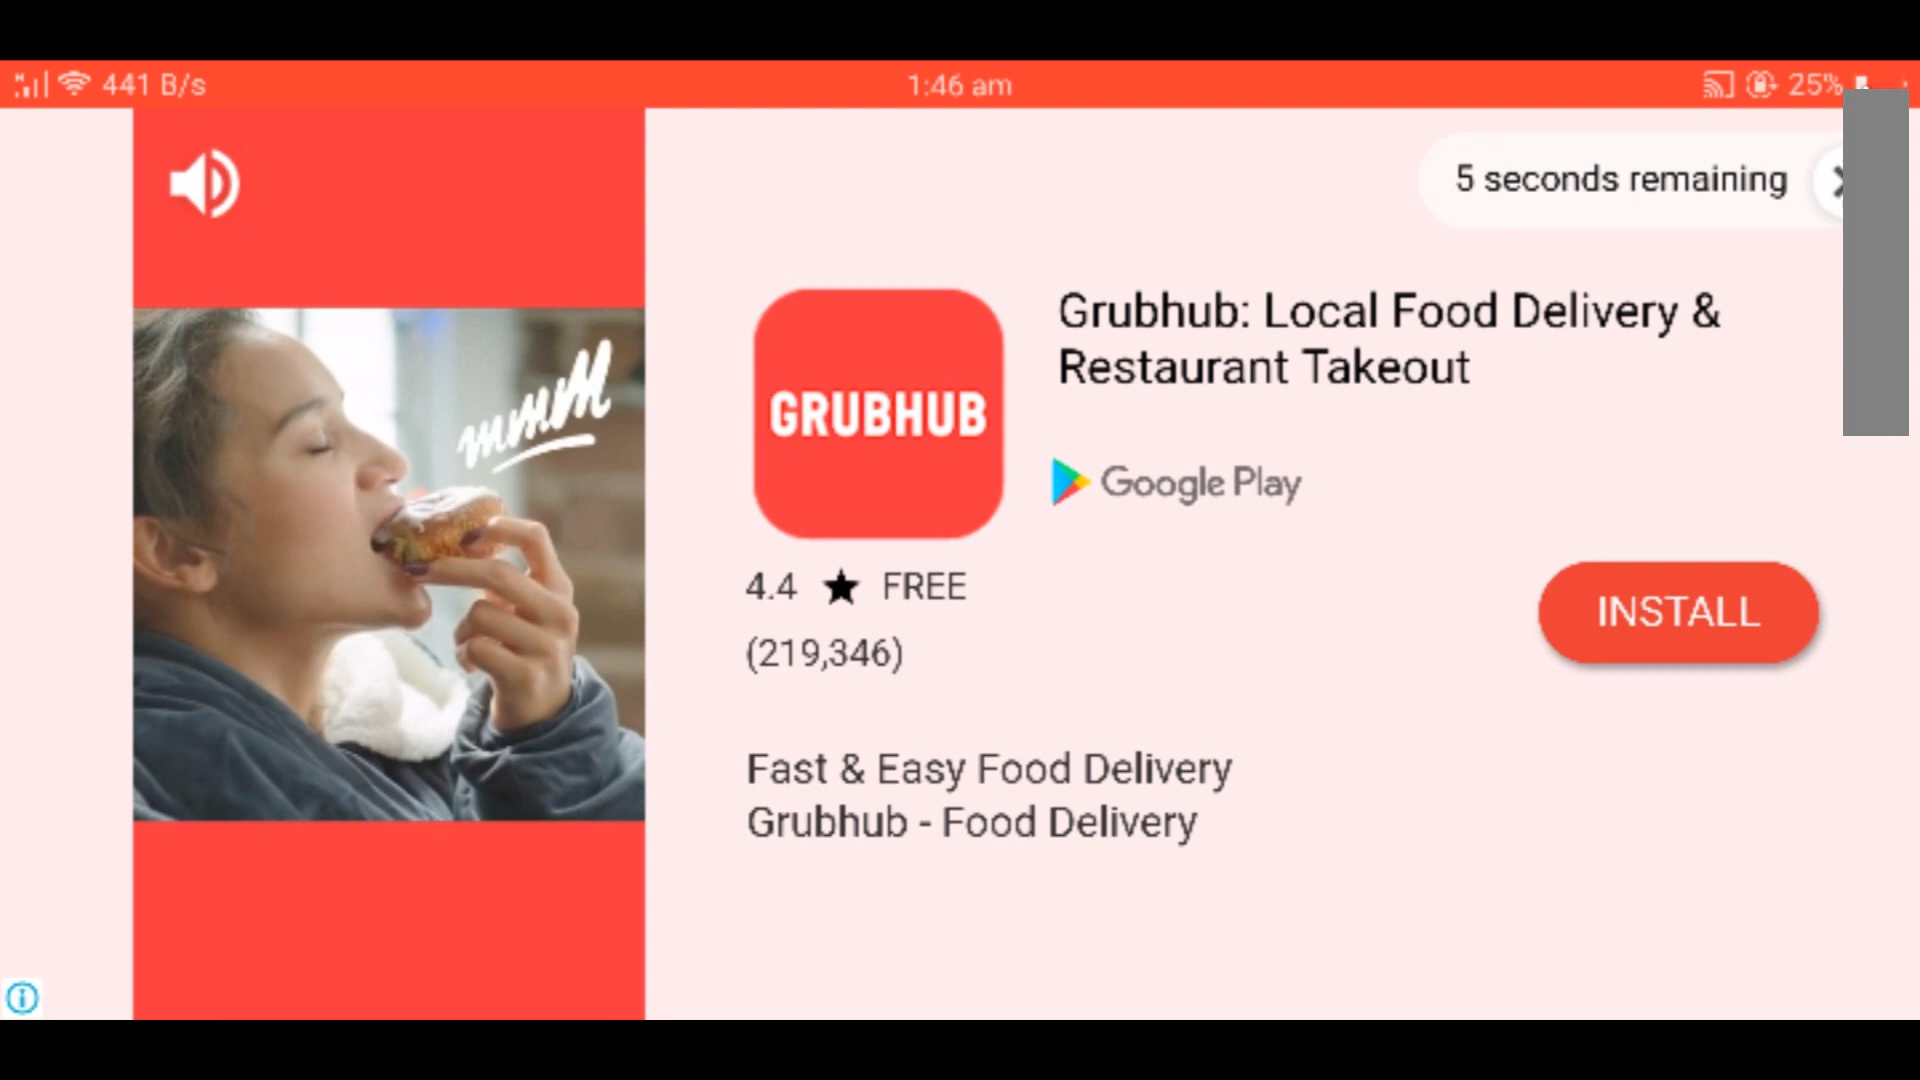 441 B/s 1:46 am 25%
5 seconds remaining
mmm
Grubhub: Local Food Delivery &
Restaurant Takeout
GRUBHUB
Google Play
4.4 ★ FREE
(219,346)
INSTALL
Fast & Easy Food Delivery
Grubhub - Food Delivery